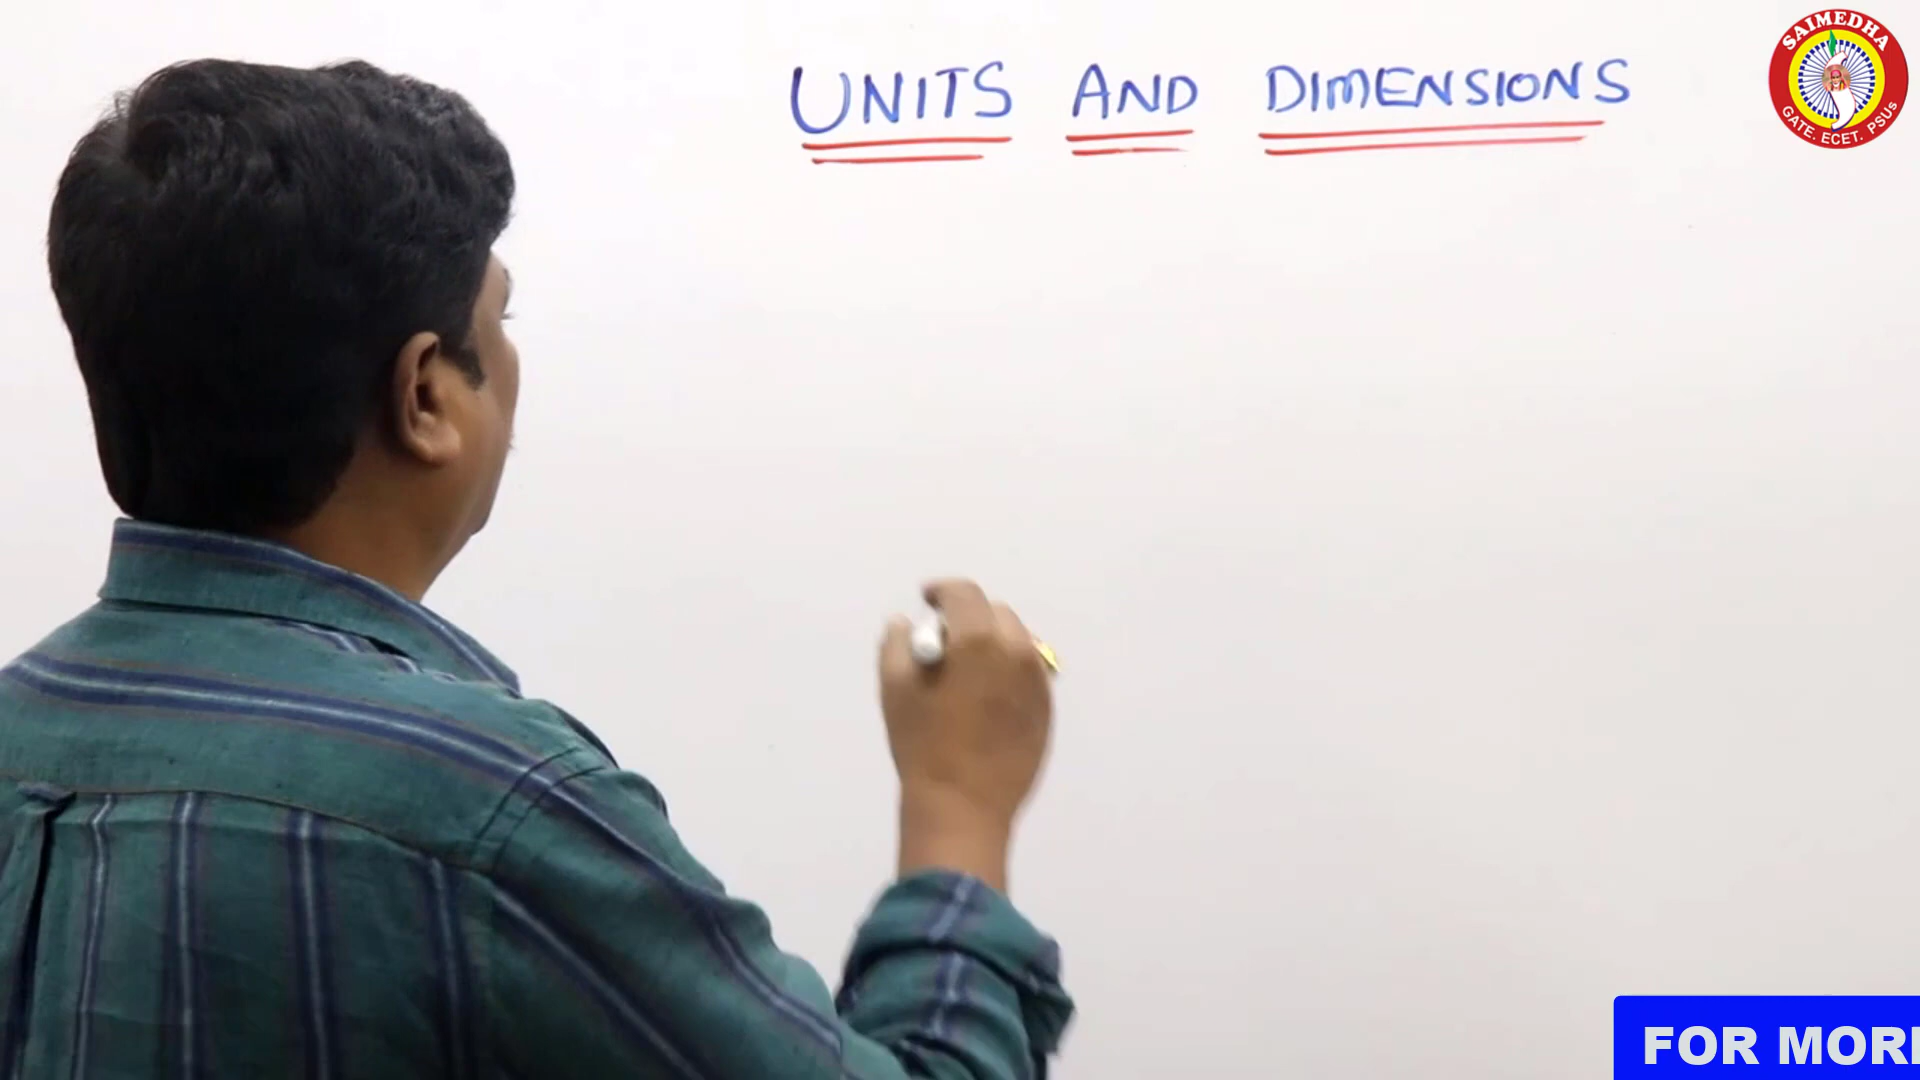 UNITS AND DIMENSIONS
SAIMEDHA
GATE. ECET. PSUs
FOR MOR